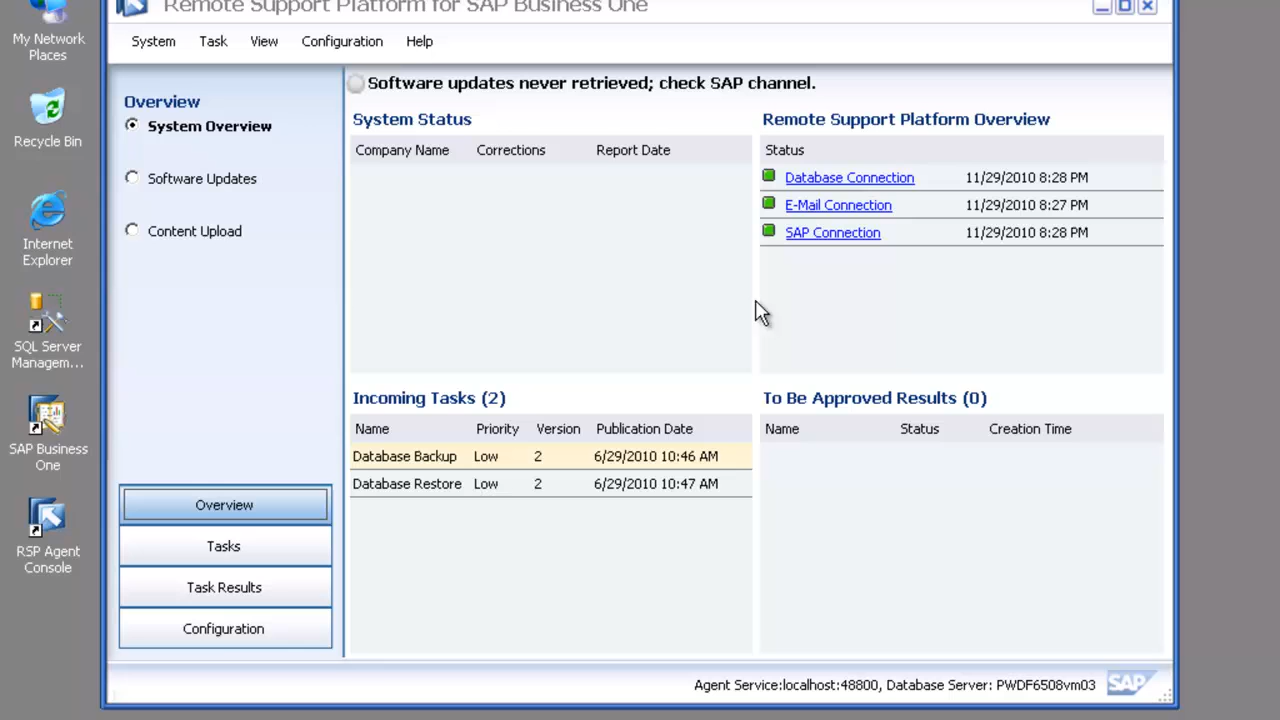 My Network
Places
Recycle Bin
Internet
Explorer
SQL Server
Managem...
SAP Business
One
RSP Agent
Console
Remote Support Platform for SAP Business One
System Task View Configuration Help
Overview
System Overview
Software Updates
Content Upload
Overview
Tasks
Task Results
Configuration
Software updates never retrieved; check SAP channel.
System Status
Company Name Corrections Report Date
Remote Support Platform Overview
Status
Database Connection 11/29/2010 8:28 PM
E-Mail Connection 11/29/2010 8:27 PM
SAP Connection 11/29/2010 8:28 PM
Incoming Tasks (2)
Name Priority Version Publication Date
Database Backup Low 2 6/29/2010 10:46 AM
Database Restore Low 2 6/29/2010 10:47 AM
To Be Approved Results (0)
Name Status Creation Time
Agent Service:localhost:48800, Database Server: PWDF6508vm03
SAP